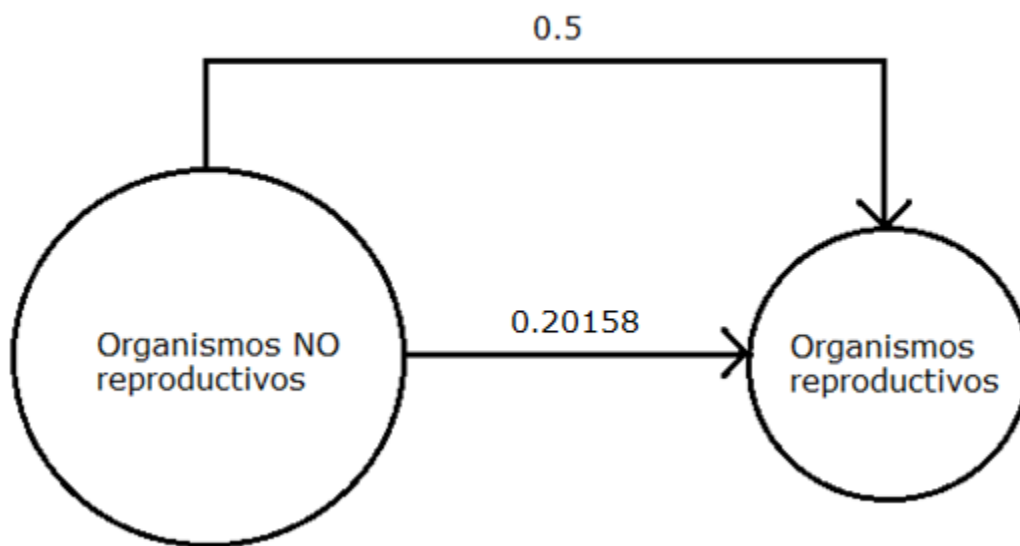 0.5
0.20158
Organismos NO
reproductivos
Organismos
reproductivos